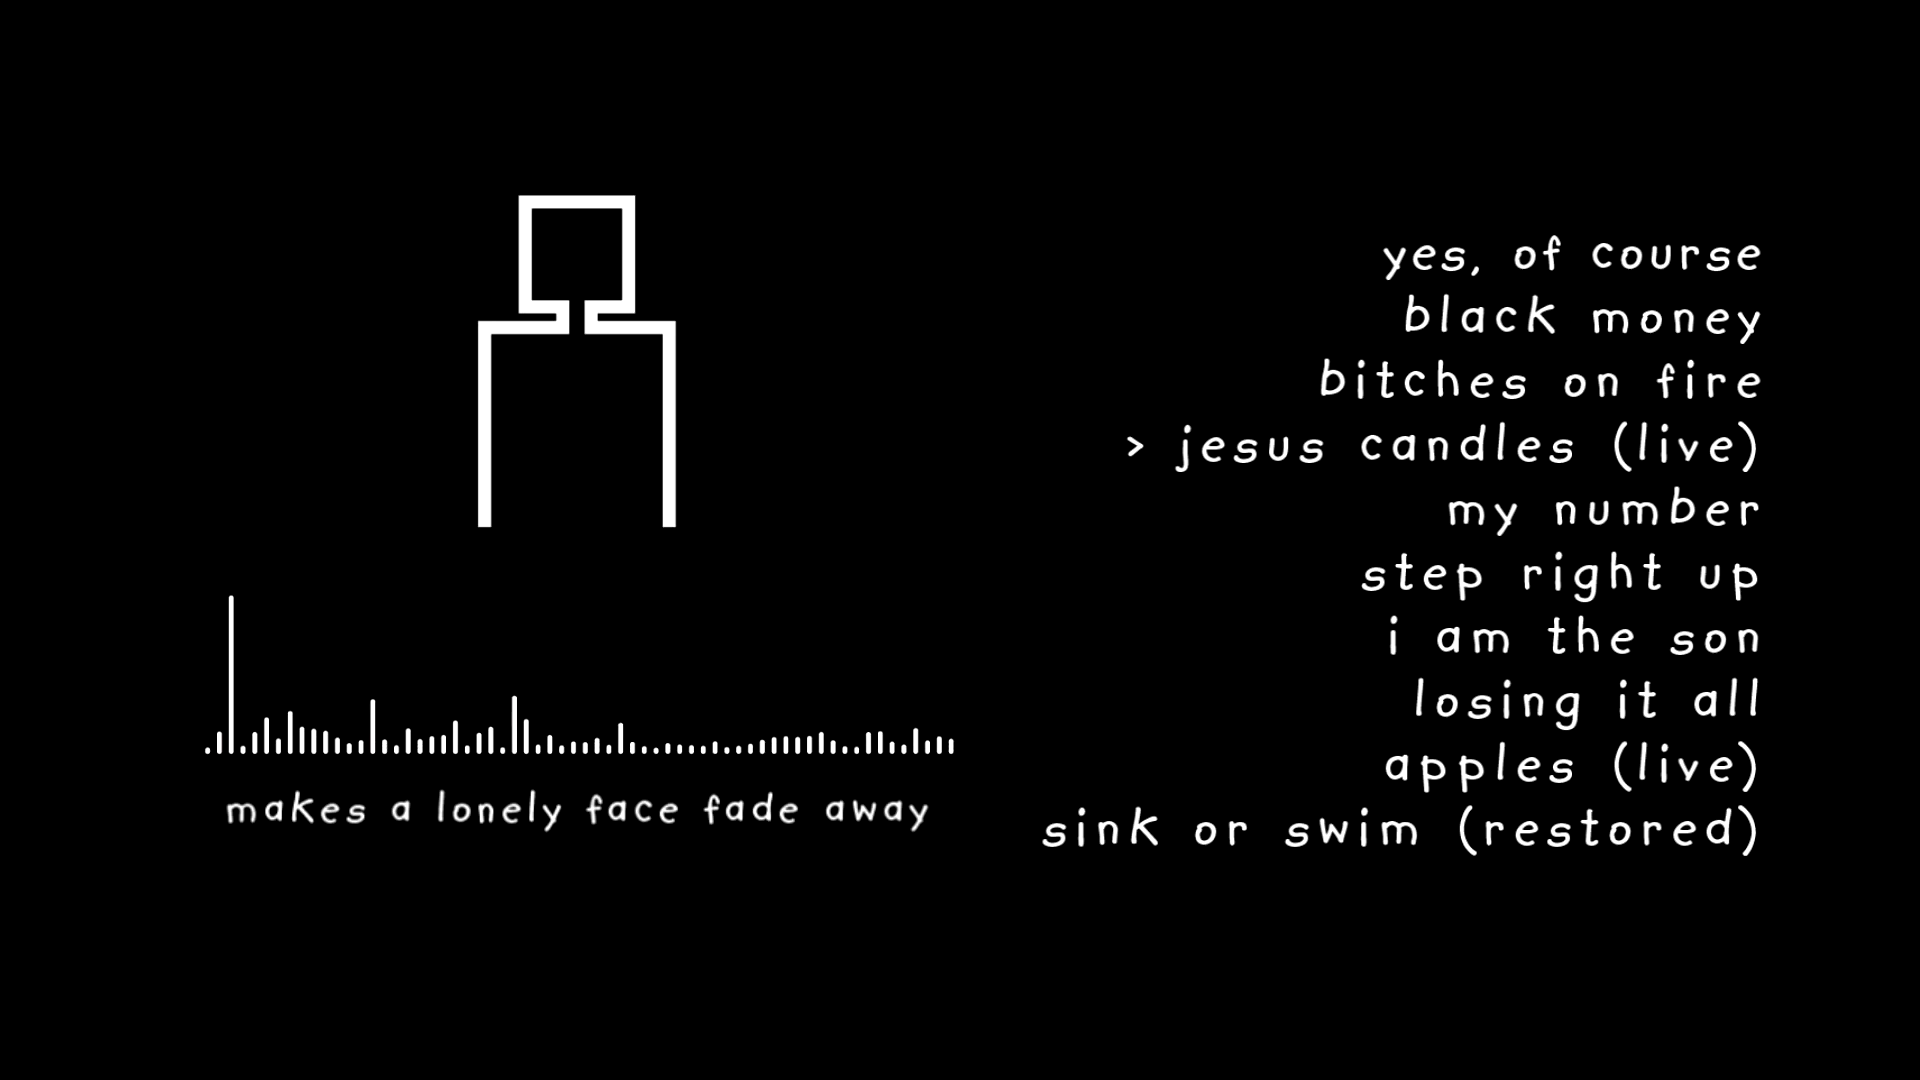 yes, of course
black money
bitches on fire
> jesus candles (live)
my number
step right up
i am the son
losing it all
apples (live)
sink or swim (restored)
makes a lonely face fade away